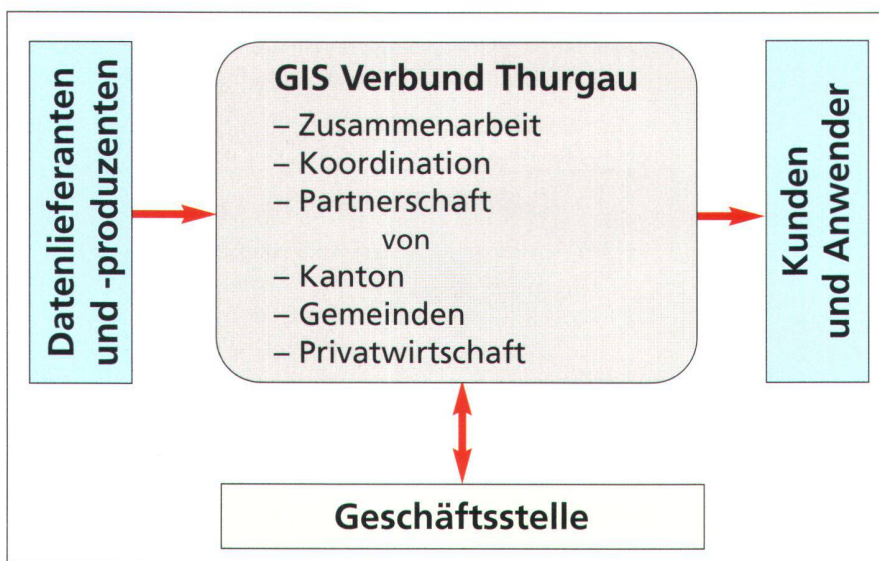 Datenlieferanten
und -produzenten
GIS Verbund Thurgau
– Zusammenarbeit
– Koordination
– Partnerschaft
von
– Kanton
– Gemeinden
– Privatwirtschaft
Kunden
und Anwender
Geschäftsstelle